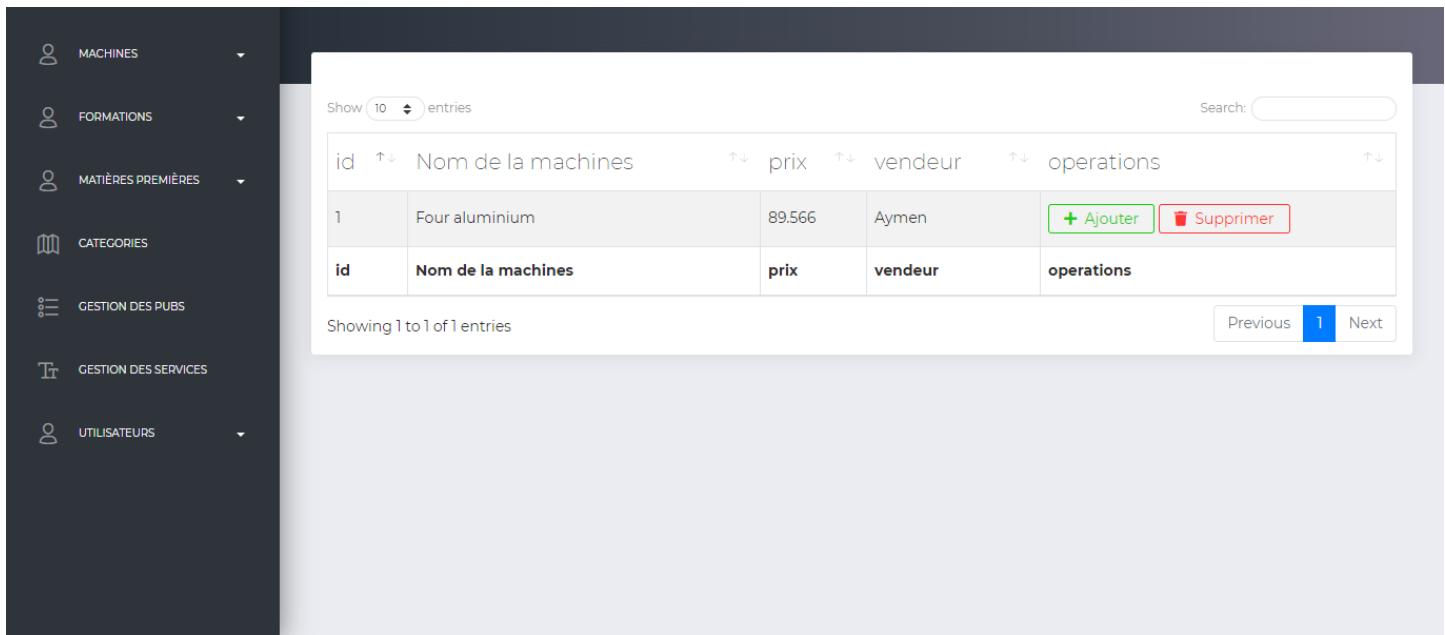 MACHINES
FORMATIONS
MATIÈRES PREMIÈRES
CATEGORIES
GESTION DES PUBS
GESTION DES SERVICES
UTILISATEURS
Show 10 entries
Search:
id Nom de la machines prix vendeur operations
1 Four aluminium 89.566 Aymen Ajouter Supprimer
id Nom de la machines prix vendeur operations
Showing 1 to 1 of 1 entries
Previous 1 Next